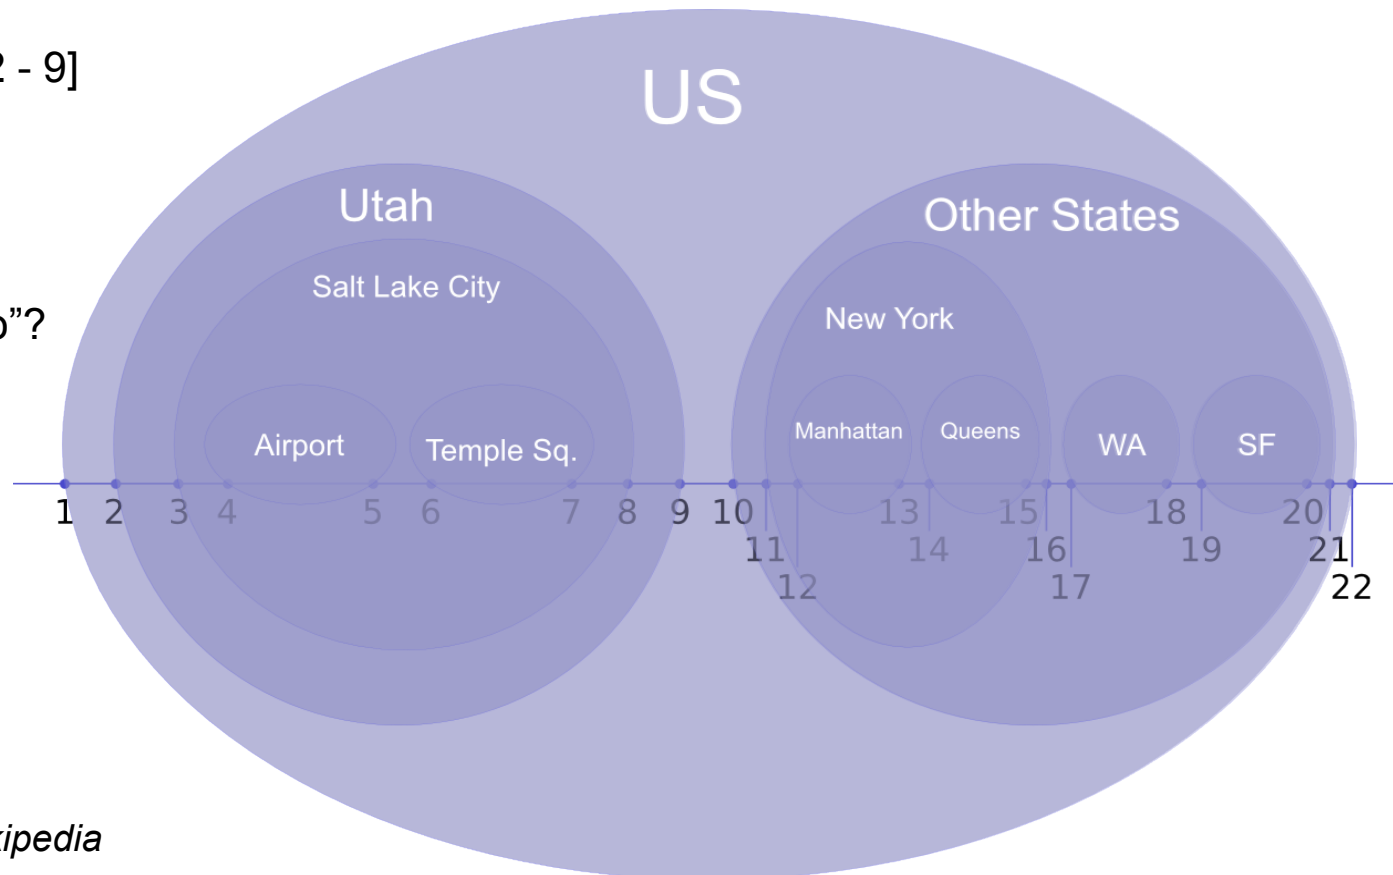 2 - 9]
US
Utah
Other States
Salt Lake City
New York
”?
Manhattan Queens
Airport Temple Sq. WA SF
1 2 3 4 5 6 7 8 9 10 13 15 18 20
11 14 16 19 21
12 17 22